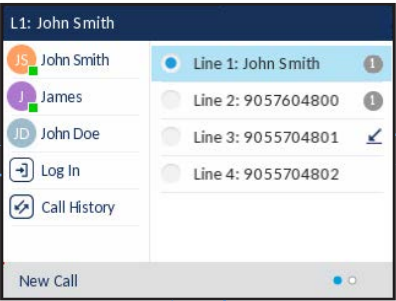 L1: John Smith
JS John Smith
J James
JD John Doe
Log In
Call History
Line 1: John Smith 1
Line 2: 9057604800 1
Line 3: 9055704801
Line 4: 9055704802
New Call